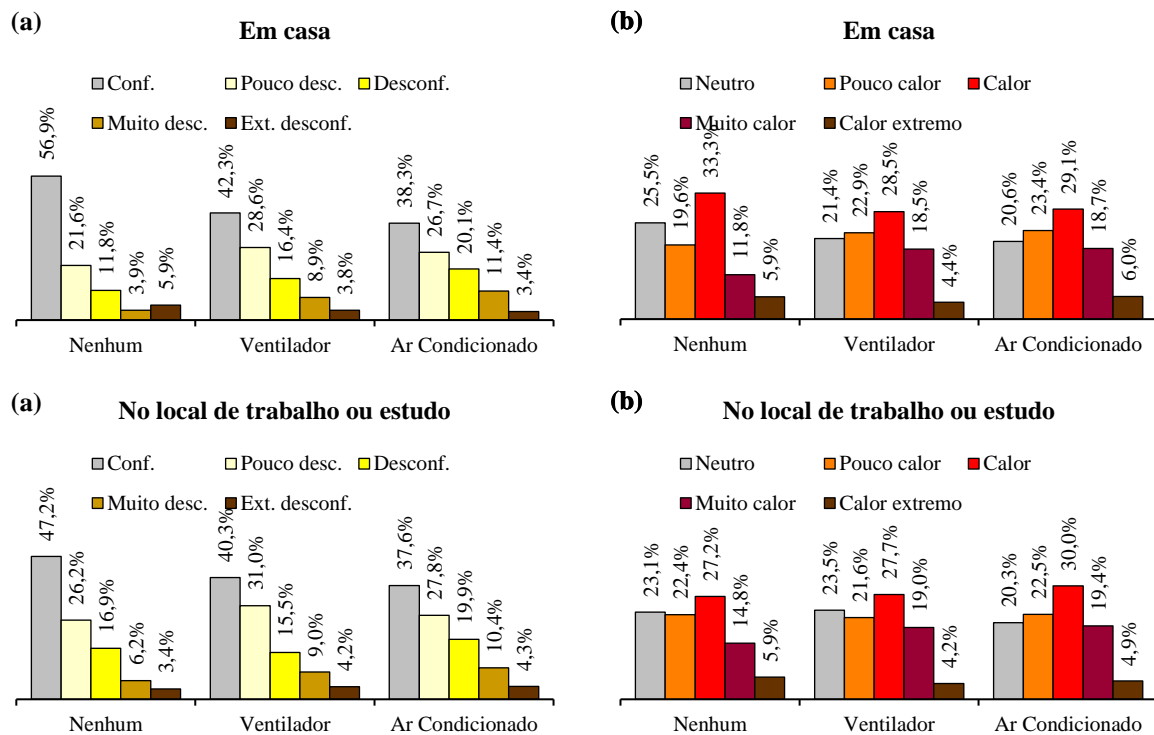 (a)
Em casa
Conf. Pouco desc. Desconf.
Muito desc. Ext. desconf.
56,9% 21,6% 11,8% 3,9% 5,9% 42,3% 28,6% 16,4% 8,9% 3,8% 38,3% 26,7% 20,1% 11,4% 3,4%
Nenhum Ventilador Ar Condicionado
(b)
Em casa
Neutro Pouco calor Calor
Muito calor Calor extremo
25,5% 19,6% 33,3% 11,8% 5,9% 21,4% 22,9% 28,5% 18,5% 4,4% 20,6% 23,4% 29,1% 18,7% 6,0%
Nenhum Ventilador Ar Condicionado
(a)
No local de trabalho ou estudo
Conf. Pouco desc. Desconf.
Muito desc. Ext. desconf.
47,2% 26,2% 16,9% 6,2% 3,4% 40,3% 31,0% 15,5% 9,0% 4,2% 37,6% 27,8% 19,9% 10,4% 4,3%
Nenhum Ventilador Ar Condicionado
(b)
No local de trabalho ou estudo
Neutro Pouco calor Calor
Muito calor Calor extremo
23,1% 22,4% 27,2% 14,8% 5,9% 23,5% 21,6% 27,7% 19,0% 4,2% 20,3% 22,5% 30,0% 19,4% 4,9%
Nenhum Ventilador Ar Condicionado